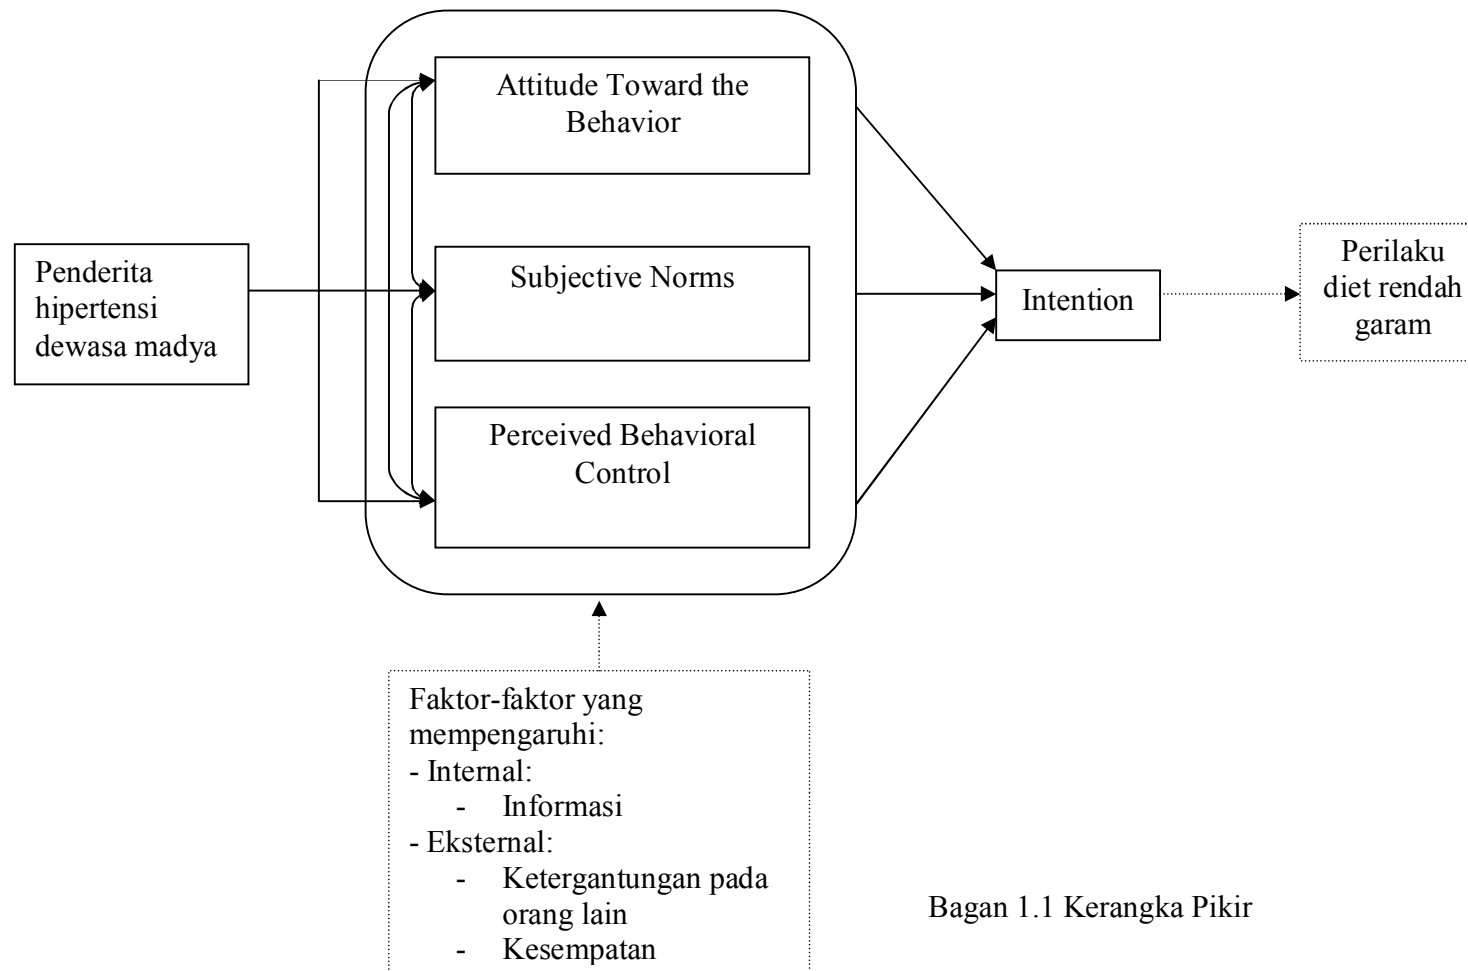 Attitude Toward the
Behavior
Penderita
hipertensi
dewasa madya
Subjective Norms
Intention
Perilaku
diet rendah
garam
Perceived Behavioral
Control
Faktor-faktor yang
mempengaruhi:
- Internal:
- Informasi
- Eksternal:
- Ketergantungan pada
orang lain
- Kesempatan
Bagan 1.1 Kerangka Pikir